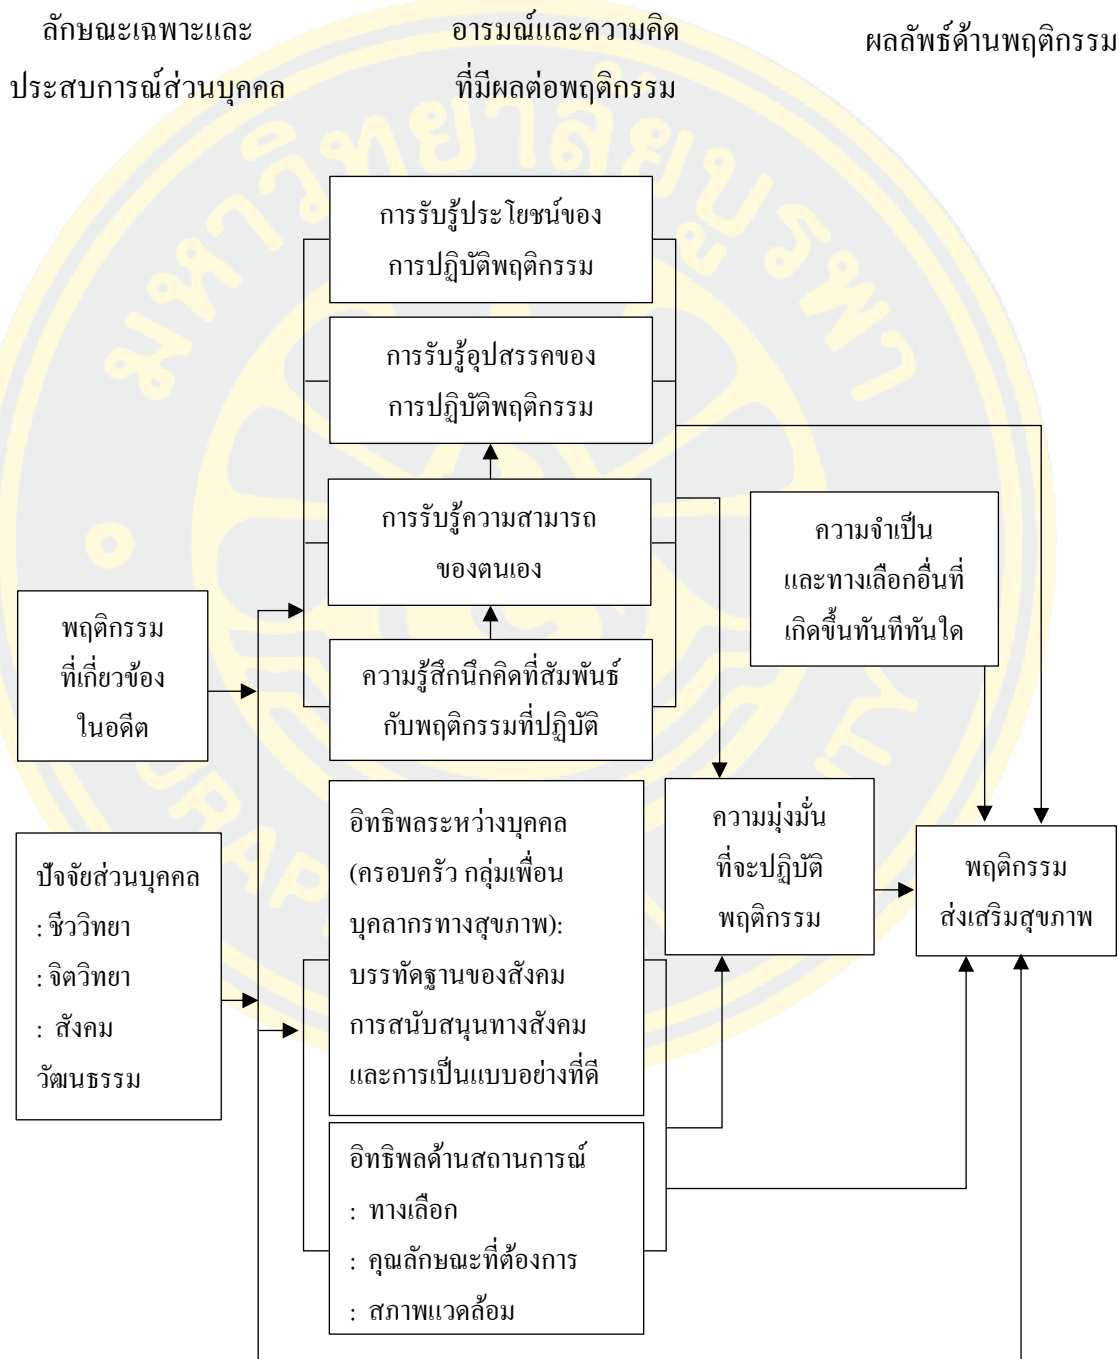 ลักษณะเฉพาะและ
ประสบการณ์ส่วนบุคคล
อารมณ์และความคิด
ที่มีผลต่อพฤติกรรม
ผลลัพธ์ด้านพฤติกรรม
มหาวิทยาลัยบูรพา
การรับรู้ประโยชน์ของ
การปฏิบัติพฤติกรรม
การรับรู้อุปสรรคของ
การปฏิบัติพฤติกรรม
การรับรู้ความสามารถ
ของตนเอง
ความรู้สึกนึกคิดที่สัมพันธ์
กับพฤติกรรมที่ปฏิบัติ
ความจำเป็น
และทางเลือกอื่นที่
เกิดขึ้นทันทีทันใด
พฤติกรรม
ที่เกี่ยวข้อง
ในอดีต
ปัจจัยส่วนบุคคล
: ชีววิทยา
: จิตวิทยา
: สังคม
วัฒนธรรม
อิทธิพลระหว่างบุคคล
(ครอบครัว กลุ่มเพื่อน
บุคลากรทางสุขภาพ):
บรรทัดฐานของสังคม
การสนับสนุนทางสังคม
และการเป็นแบบอย่างที่ดี
อิทธิพลด้านสถานการณ์
: ทางเลือก
: คุณลักษณะที่ต้องการ
: สภาพแวดล้อม
ความมุ่งมั่น
ที่จะปฏิบัติ
พฤติกรรม
พฤติกรรม
ส่งเสริมสุขภาพ